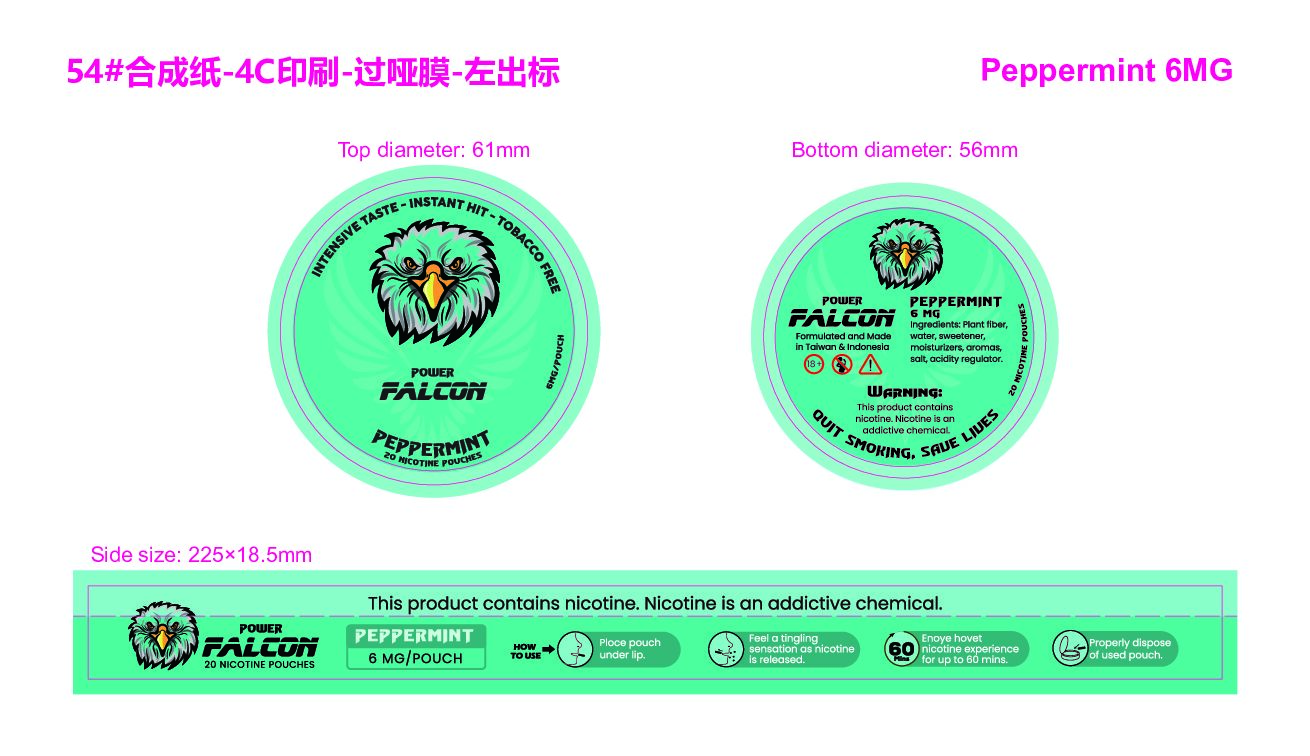 54#合成纸-4C印刷-过哑膜-左出标
Peppermint 6MG
Top diameter: 61mm
INTENSIVE TASTE - INSTANT HIT - TOBACCO FREE
6MG/POUCH
POWER
FALCON
PEPPERMINT
20 NICOTINE POUCHES
Bottom diameter: 56mm
POWER
FALCON
Formulated and Made
in Taiwan & Indonesia
18+
PEPPERMINT
6 MG
Ingredients: Plant fiber,
water, sweetener,
moisturizers, aromas,
salt, acidity regulator.
20 NICOTINE POUCHES
WARNING:
This product contains
nicotine. Nicotine is an
addictive chemical.
QUIT SMOKING, SAVE LIVES
Side size: 225×18.5mm
This product contains nicotine. Nicotine is an addictive chemical.
POWER
FALCON
20 NICOTINE POUCHES
PEPPERMINT
6 MG/POUCH
HOW
TO USE
Ploce pouch
under lip.
Feel a tingling
sensation as nicotine
is released.
60
Mins
Enoye hovet
nicotine experience
for up to 60 mins.
Properly dispose
of used pouch.